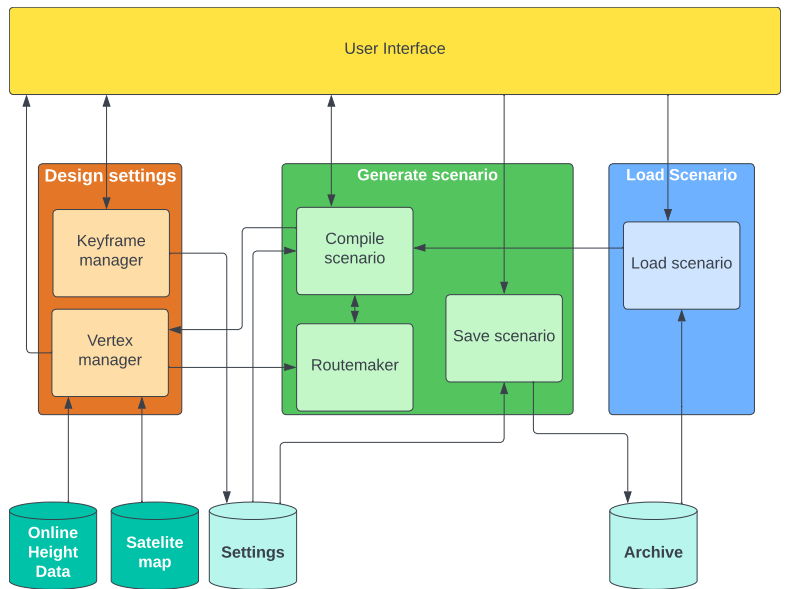 User Interface
Design settings
Generate scenario
Load Scenario
Keyframe
manager
Compile
scenario
Load scenario
Vertex
manager
Routemaker
Save scenario
Online
Height
Data
Satelite
map
Settings
Archive